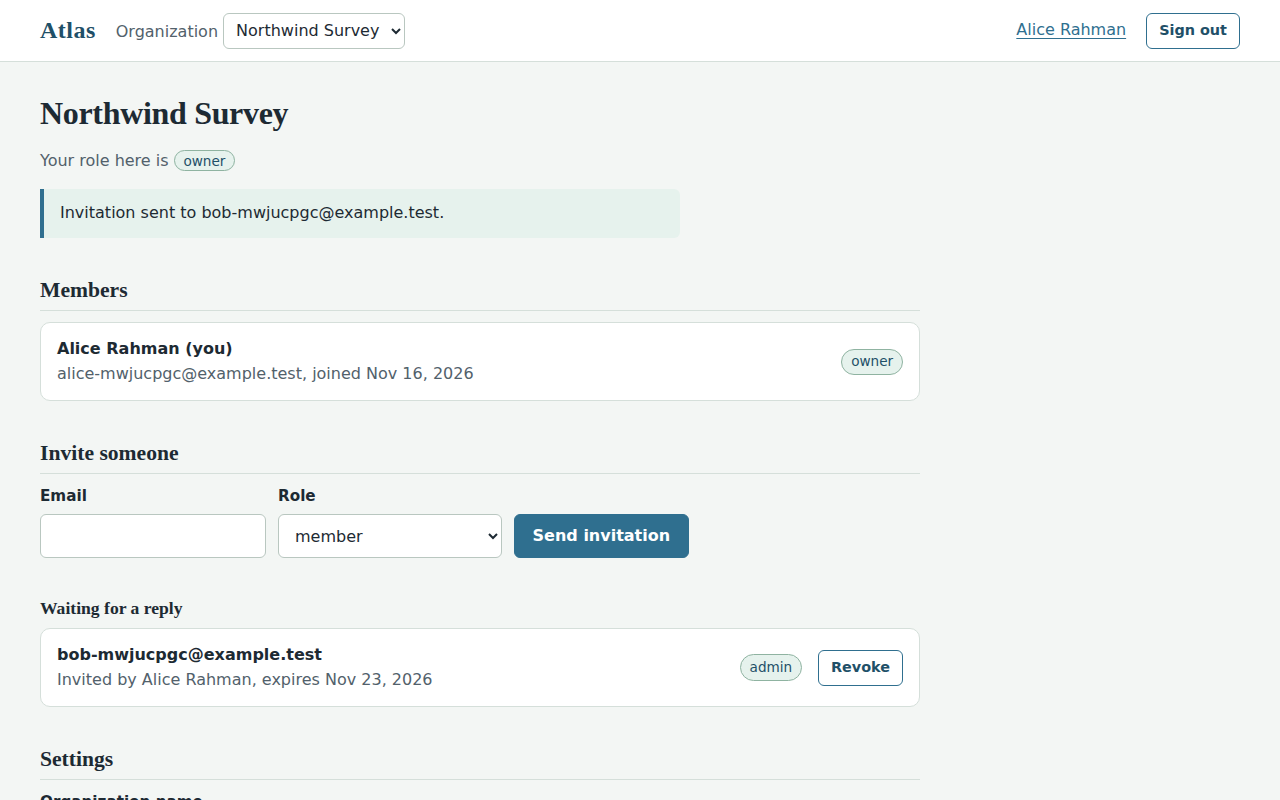 Atlas Organization Northwind Survey Alice Rahman Sign out
Northwind Survey
Your role here is owner
Invitation sent to bob-mwjucpgc@example.test.
Members
Alice Rahman (you)
alice-mwjucpgc@example.test, joined Nov 16, 2026
owner
Invite someone
Email Role
member Send invitation
Waiting for a reply
bob-mwjucpgc@example.test
Invited by Alice Rahman, expires Nov 23, 2026
admin Revoke
Settings
Organization name